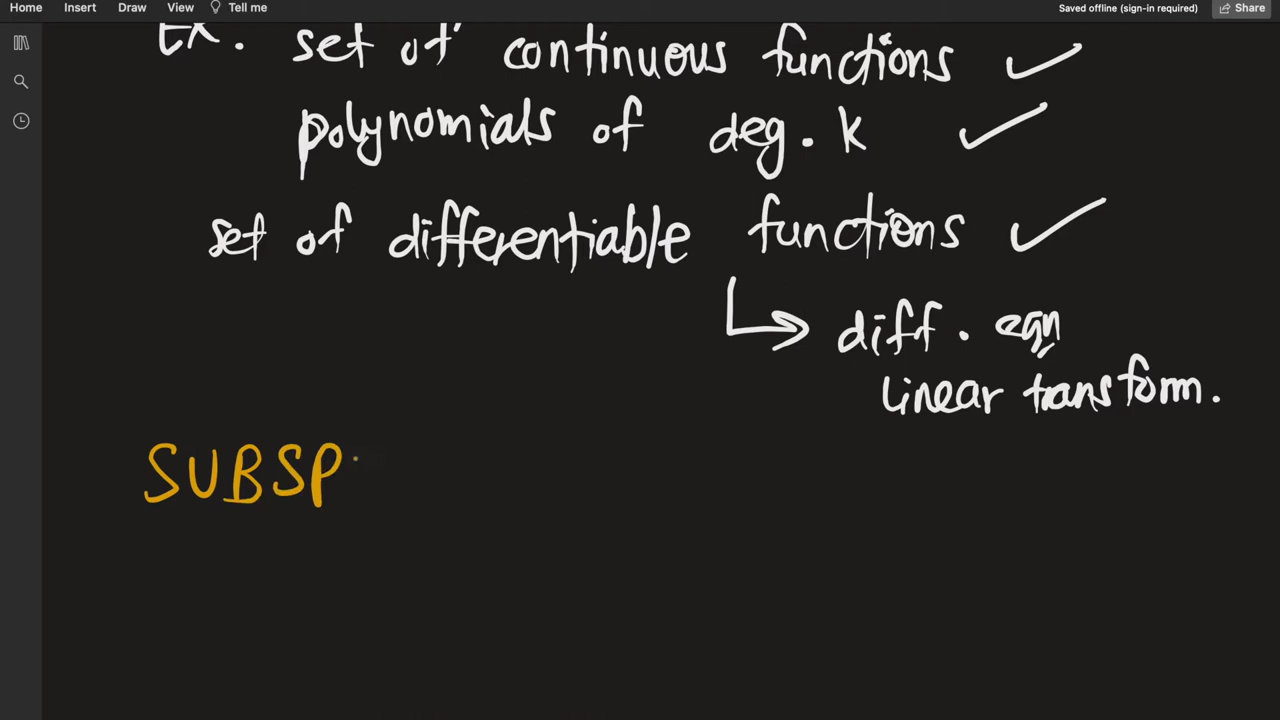 Home Insert Draw View Tell me Saved offline (sign-in required) Share
Ex. set of continuous functions ✓
polynomials of deg. k ✓
set of differentiable functions ✓
↳ diff. eqn
linear transform.
SUBSP